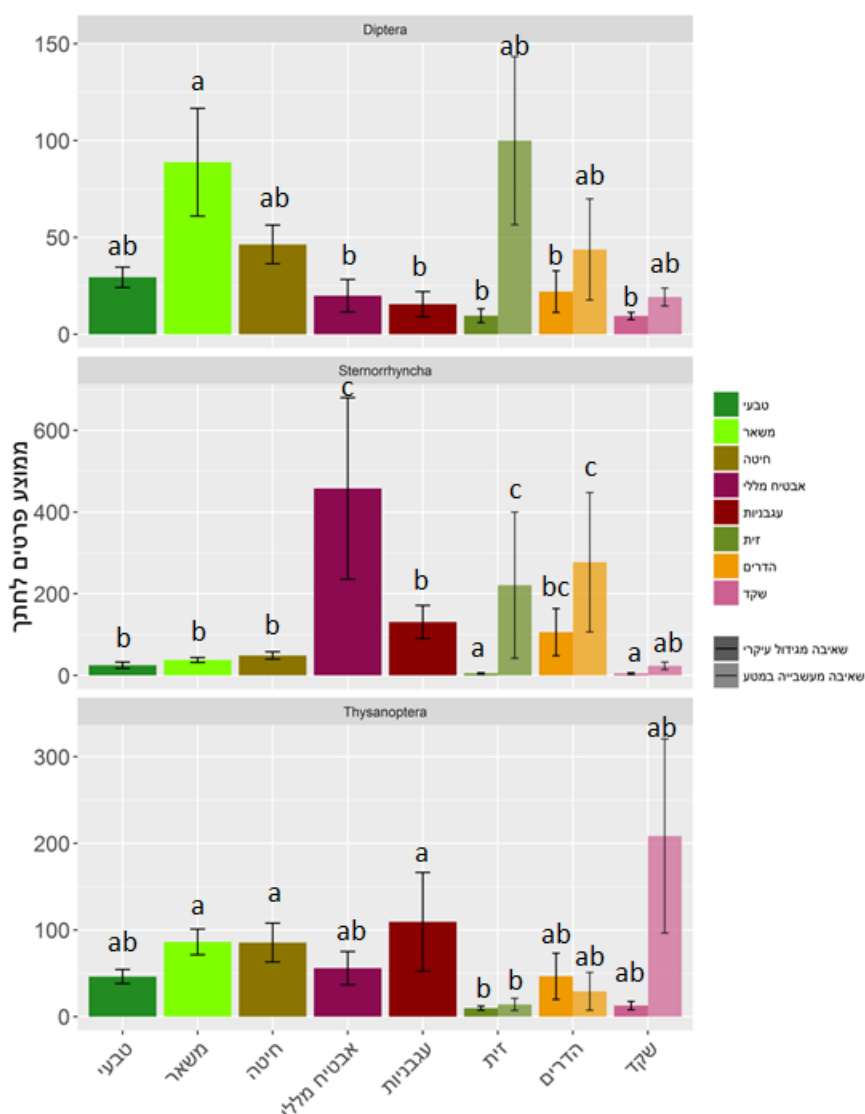 Diptera
150
100
50
0
ab
a
ab
b
b
b
ab
b
ab
b
ab
Sternorrhyncha
600
400
200
0
b
b
b
c
b
a
c
bc
c
a
ab
Thysanoptera
300
200
100
0
ab
a
a
ab
a
b
b
ab
ab
ab
ab
ממוצע פרטים לחתך
טבעי
משאר
חיטה
אבטיח מללי
עגבניות
זית
הדרים
שקד
טבעי
משאר
חיטה
אבטיח מללי
עגבניות
זית
הדרים
שקד
שאיבה מגידול עיקרי
שאיבה מעשבייה במטע